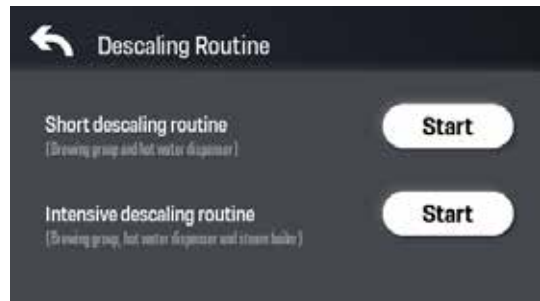 Descaling Routine
Short descaling routine
(Brewing group and hot water dispenser)
Start
Intensive descaling routine
(Brewing group, hot water dispenser and steam boiler)
Start